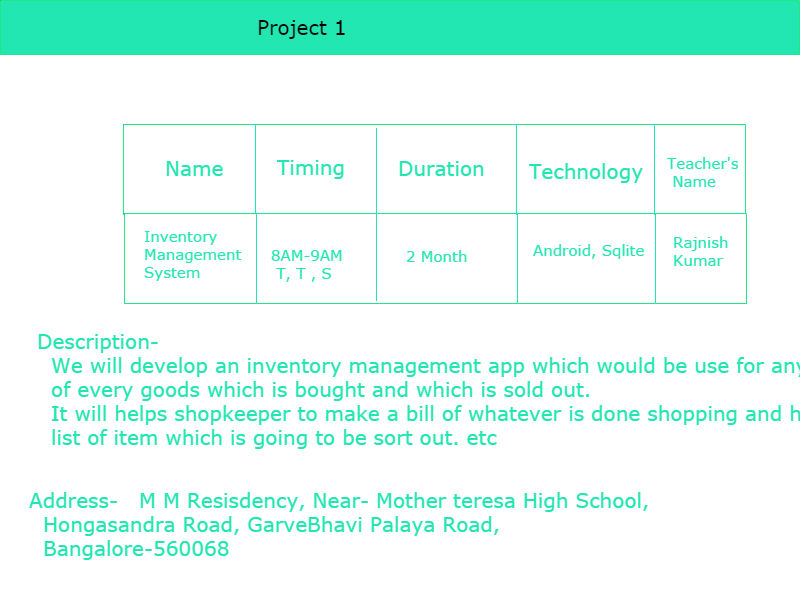 Project 1
Name Timing Duration Technology Teacher's Name
Inventory Management System 8AM-9AM T, T , S 2 Month Android, Sqlite Rajnish Kumar
Description-
We will develop an inventory management app which would be use for any
of every goods which is bought and which is sold out.
It will helps shopkeeper to make a bill of whatever is done shopping and
list of item which is going to be sort out. etc
Address- M M Resisdency, Near- Mother teresa High School,
Hongasandra Road, GarveBhavi Palaya Road,
Bangalore-560068